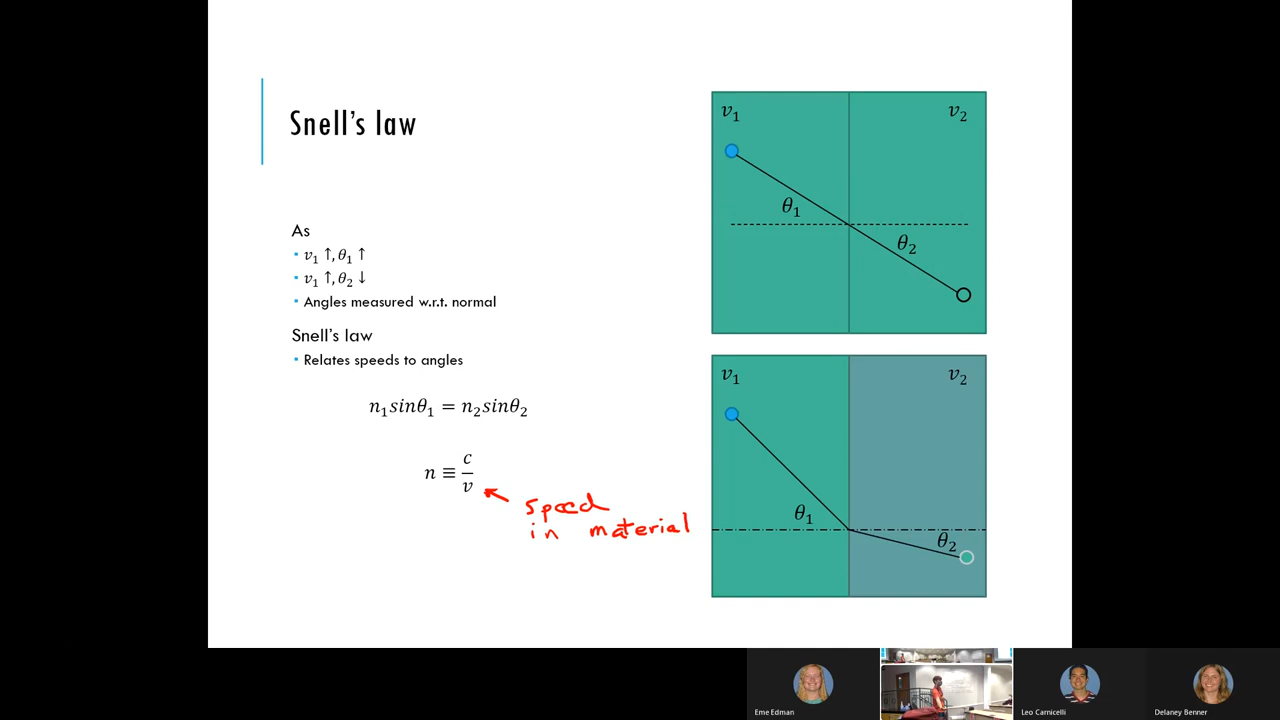 Snell's law
As
▪ v₁ ↑, θ₁ ↑
▪ v₁ ↑, θ₂ ↓
▪ Angles measured w.r.t. normal
Snell's law
▪ Relates speeds to angles
n₁sinθ₁ = n₂sinθ₂
n ≡ c/v
speed
in material
v₁ v₂
θ₁
θ₂
v₁ v₂
θ₁
θ₂
Eme Edman
Leo Carnicelli
Delaney Benner